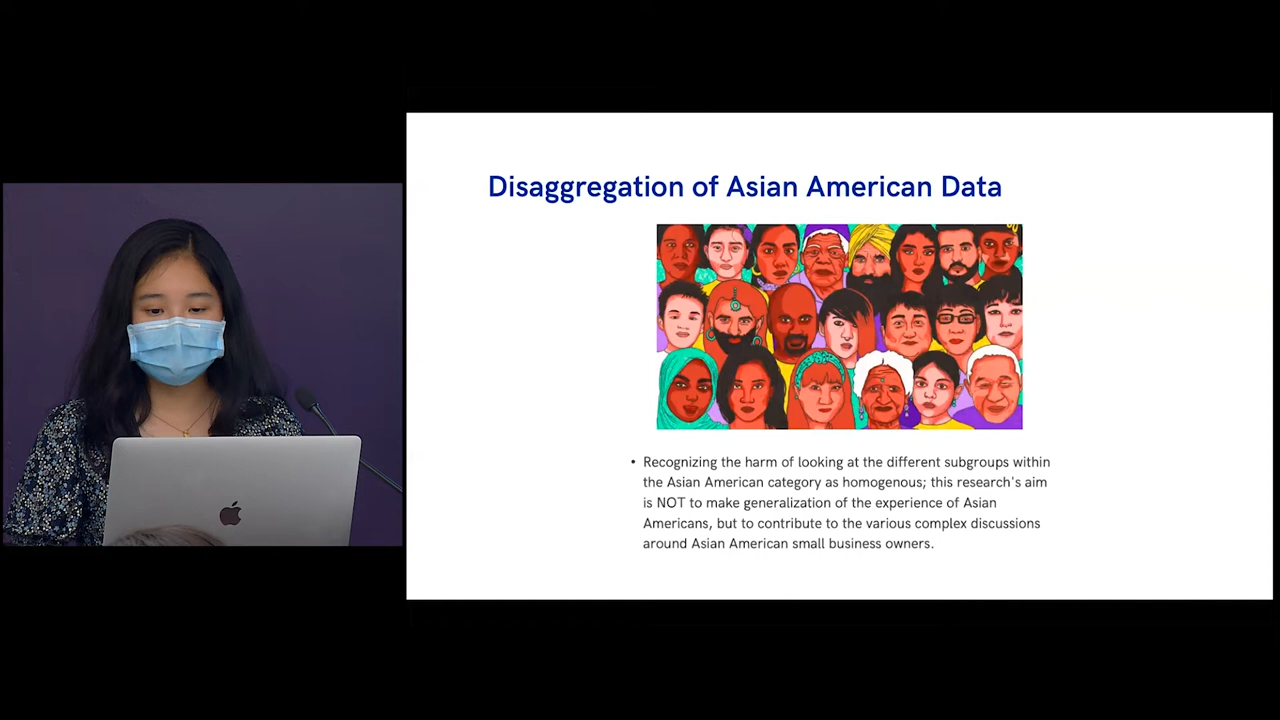 Disaggregation of Asian American Data
• Recognizing the harm of looking at the different subgroups within
the Asian American category as homogenous; this research's aim
is NOT to make generalization of the experience of Asian
Americans, but to contribute to the various complex discussions
around Asian American small business owners.